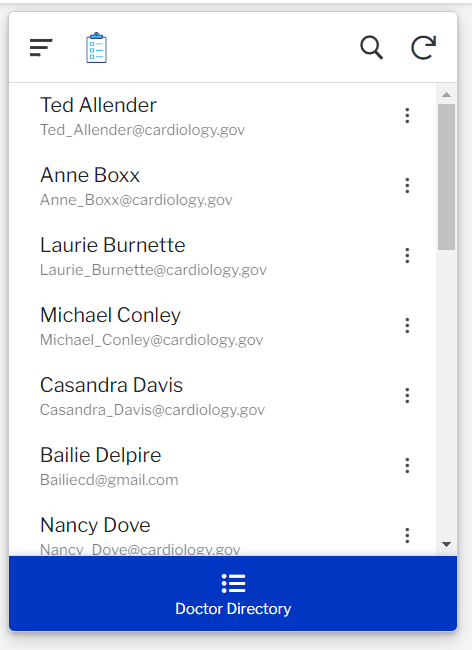 Ted Allender
Ted_Allender@cardiology.gov
Anne Boxx
Anne_Boxx@cardiology.gov
Laurie Burnette
Laurie_Burnette@cardiology.gov
Michael Conley
Michael_Conley@cardiology.gov
Casandra Davis
Casandra_Davis@cardiology.gov
Bailie Delpire
Bailiecd@gmail.com
Nancy Dove
Nancy_Dove@cardiology.gov
Doctor Directory